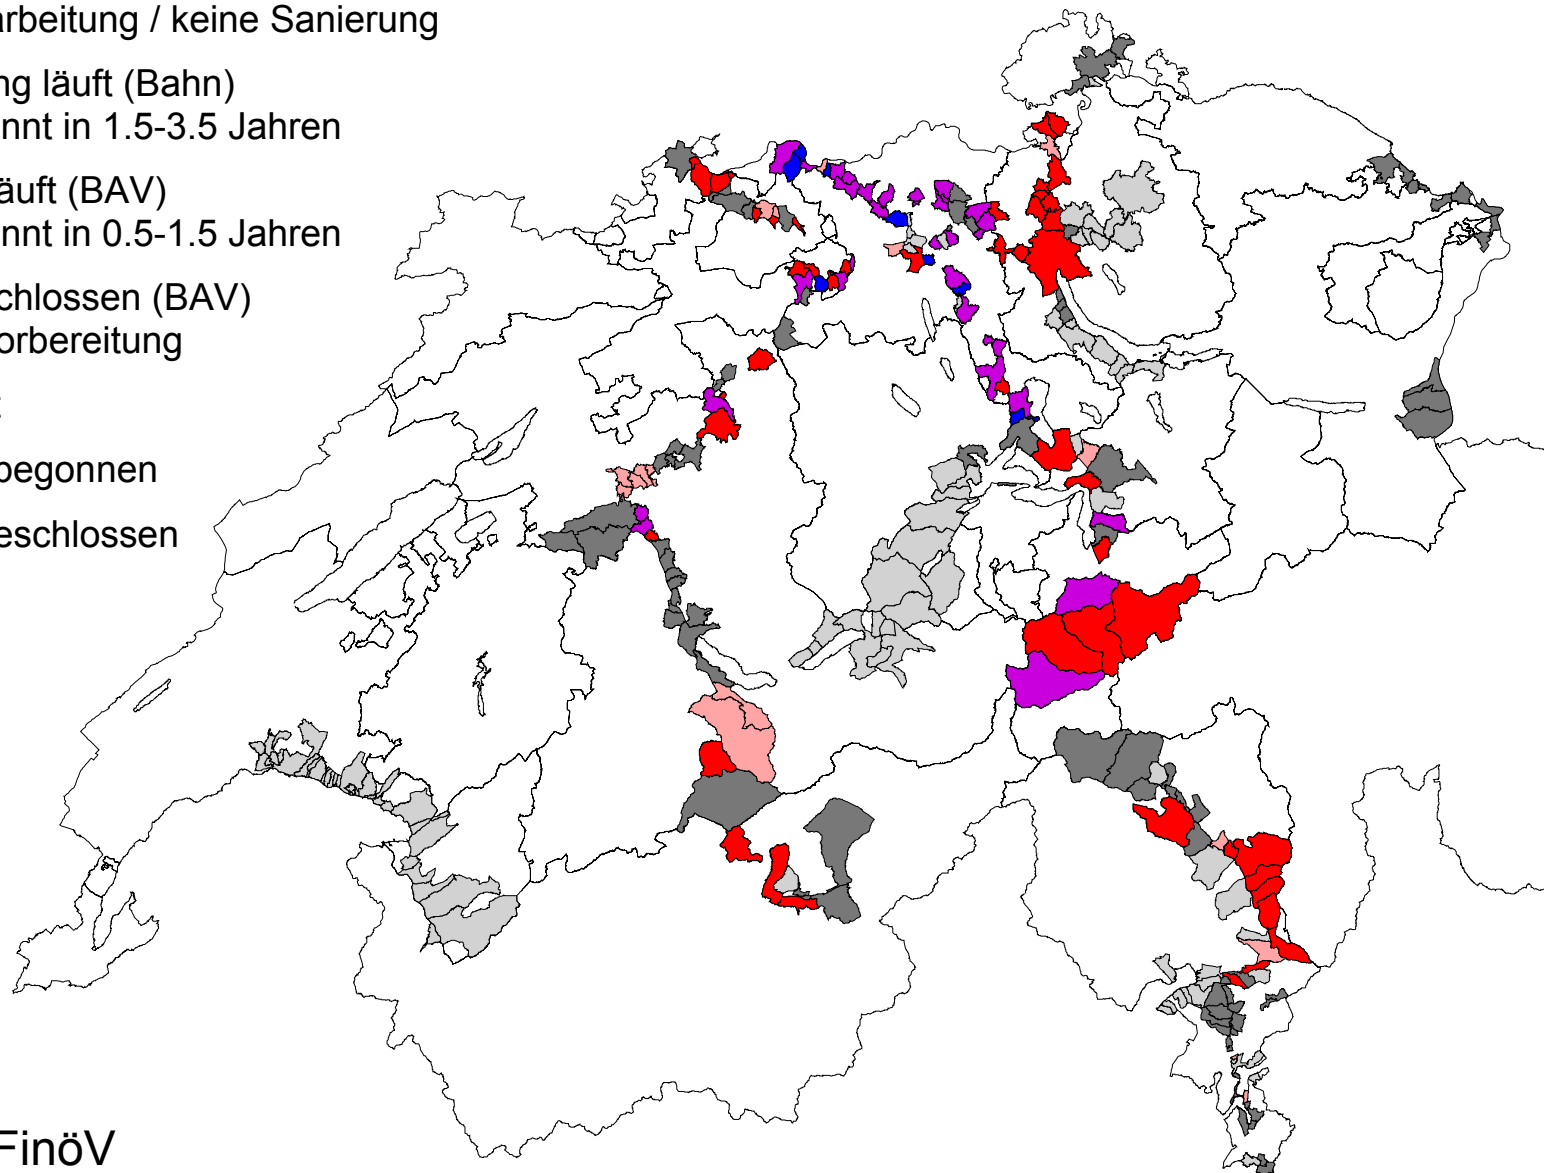 arbeitung / keine Sanierung
ng läuft (Bahn)
nnt in 1.5-3.5 Jahren
äuft (BAV)
nnt in 0.5-1.5 Jahren
chlossen (BAV)
orbereitung
:
begonnen
eschlossen
FinöV